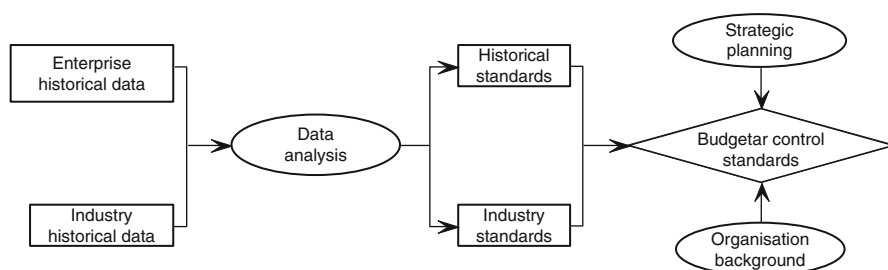 Enterprise
historical data
Industry
historical data
Data
analysis
Historical
standards
Industry
standards
Strategic
planning
Budgetar control
standards
Organisation
background